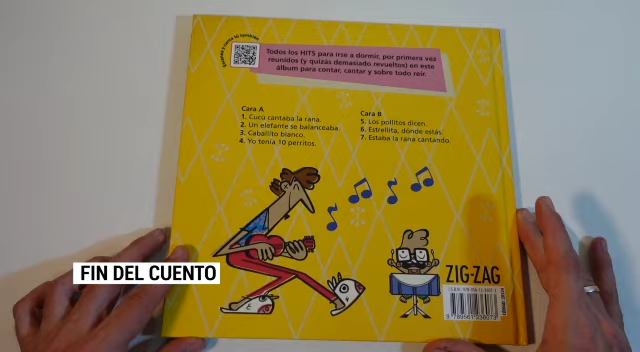 Todos los HITS para irse a dormir, por primera vez
reunidos (y quizás demasiado revueltos) en este
álbum para contar, cantar y sobre todo reír.
Cara A
1. Cucú cantaba la rana.
2. Un elefante se balanceaba.
3. Caballito blanco.
4. Yo tenía 10 perritos.
Cara B
5. Los pollitos dicen.
6. Estrellita, dónde estás.
7. Estaba la rana cantando.
FIN DEL CUENTO
ZIG-ZAG